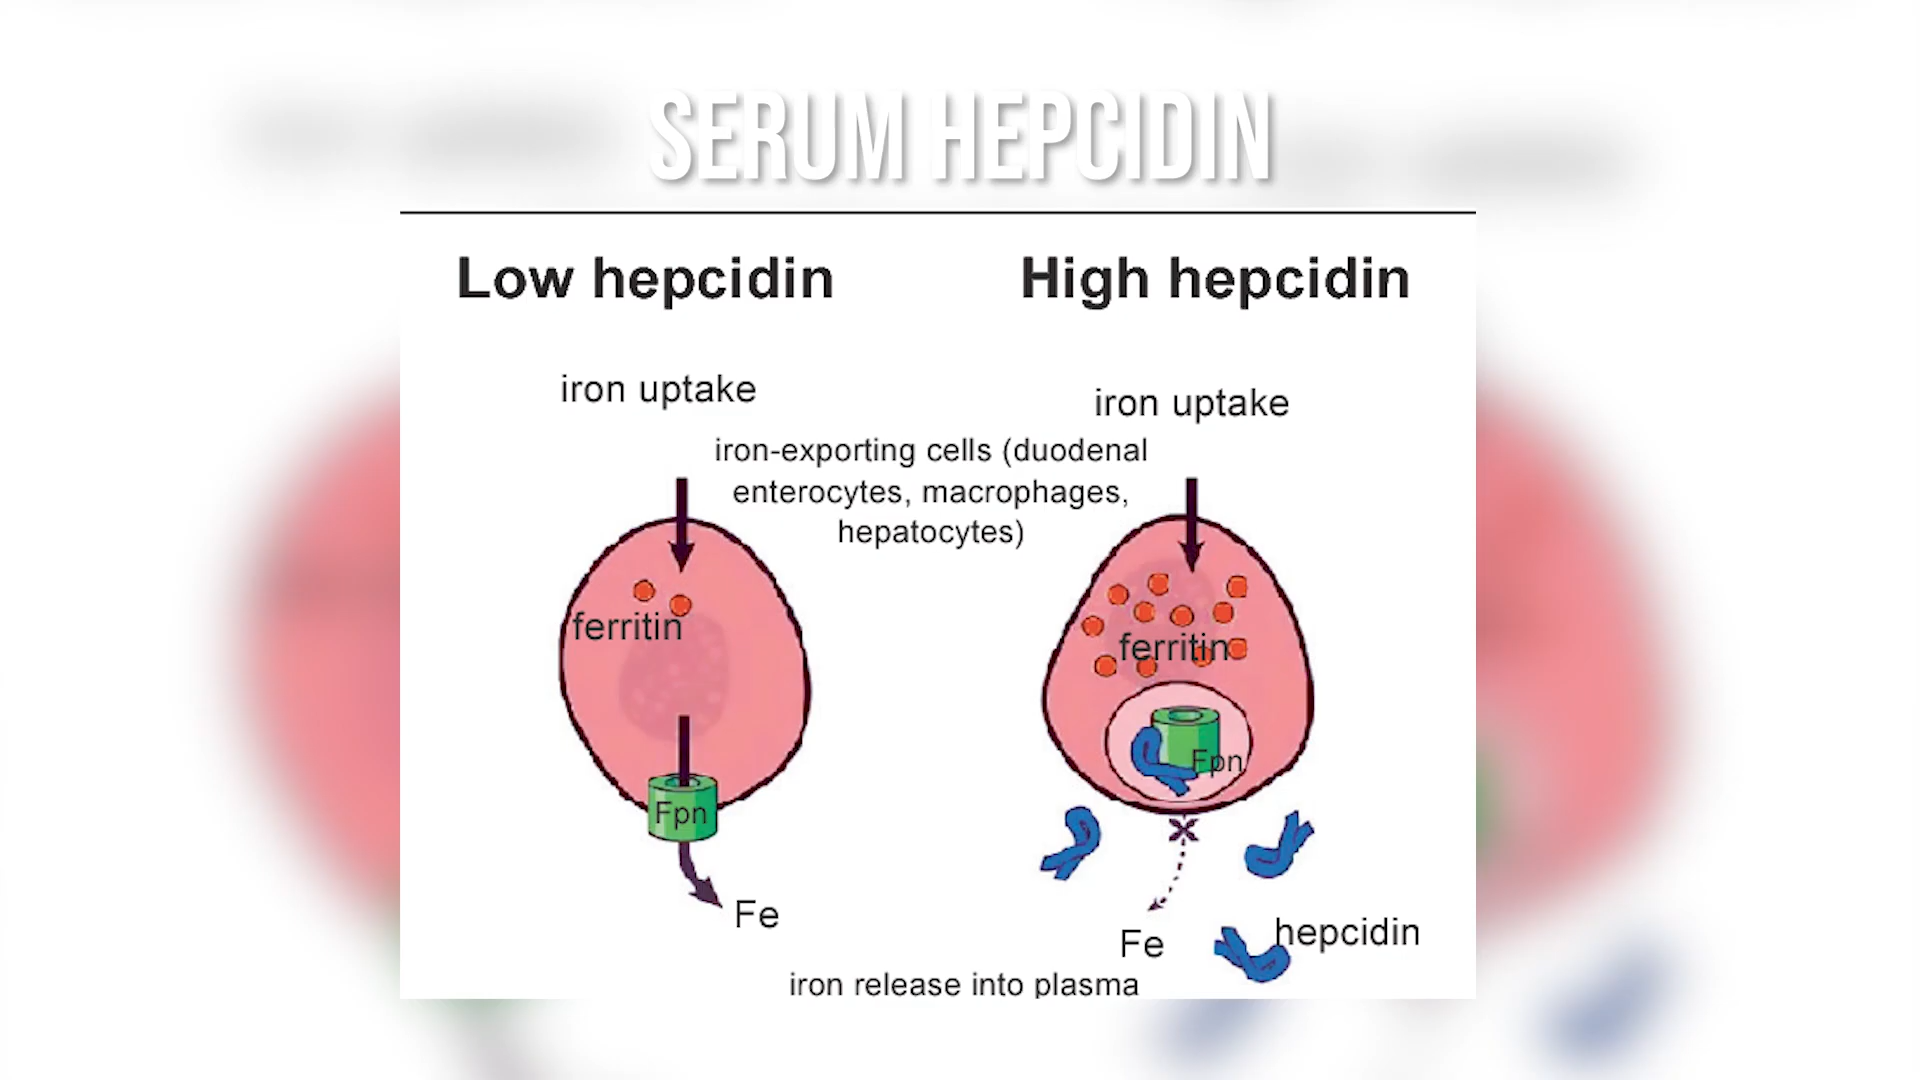 SERUM HEPCIDIN
Low hepcidin
High hepcidin
iron uptake
iron uptake
iron-exporting cells (duodenal
enterocytes, macrophages,
hepatocytes)
ferritin
ferritin
Fpn
Fpn
Fe
Fe
hepcidin
iron release into plasma